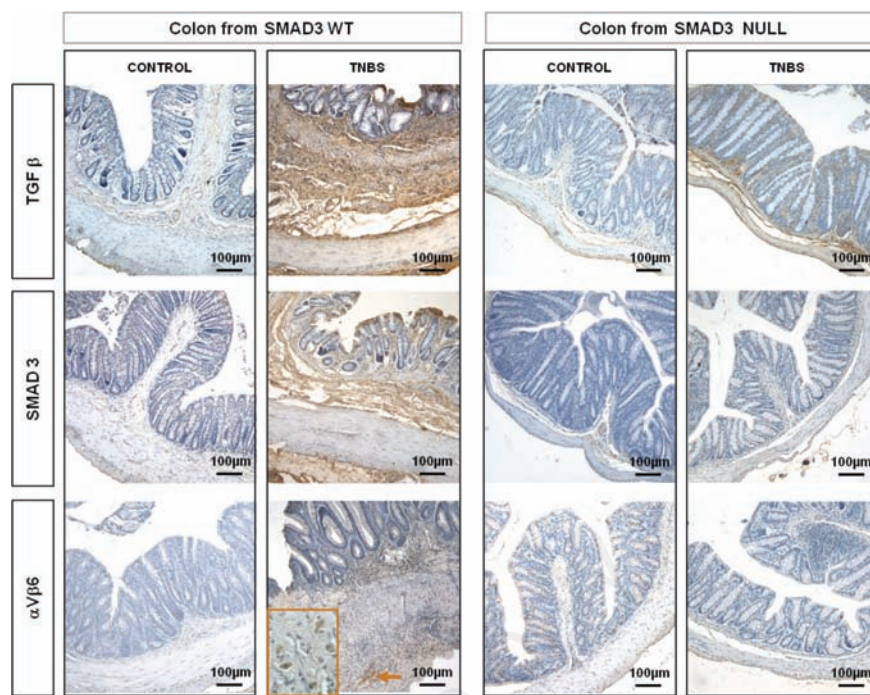 Colon from SMAD3 WT
Colon from SMAD3 NULL
CONTROL
TNBS
CONTROL
TNBS
TGF β
100μm
100μm
100μm
100μm
SMAD 3
100μm
100μm
100μm
100μm
αVβ6
100μm
100μm
100μm
100μm